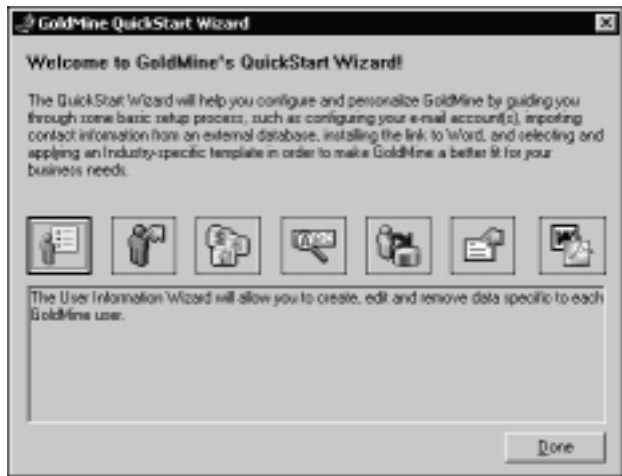 GoldMine QuickStart Wizard
Welcome to GoldMine's QuickStart Wizard!
The QuickStart Wizard will help you configure and personalize GoldMine by guiding you
through some basic setup process, such as configuring your e-mail account(s), importing
contact information from an external database, installing the link to Word, and selecting and
applying an Industry-specific template in order to make GoldMine a better fit for your
business needs.
The User Information Wizard will allow you to create, edit and remove data specific to each
GoldMine user.
Done